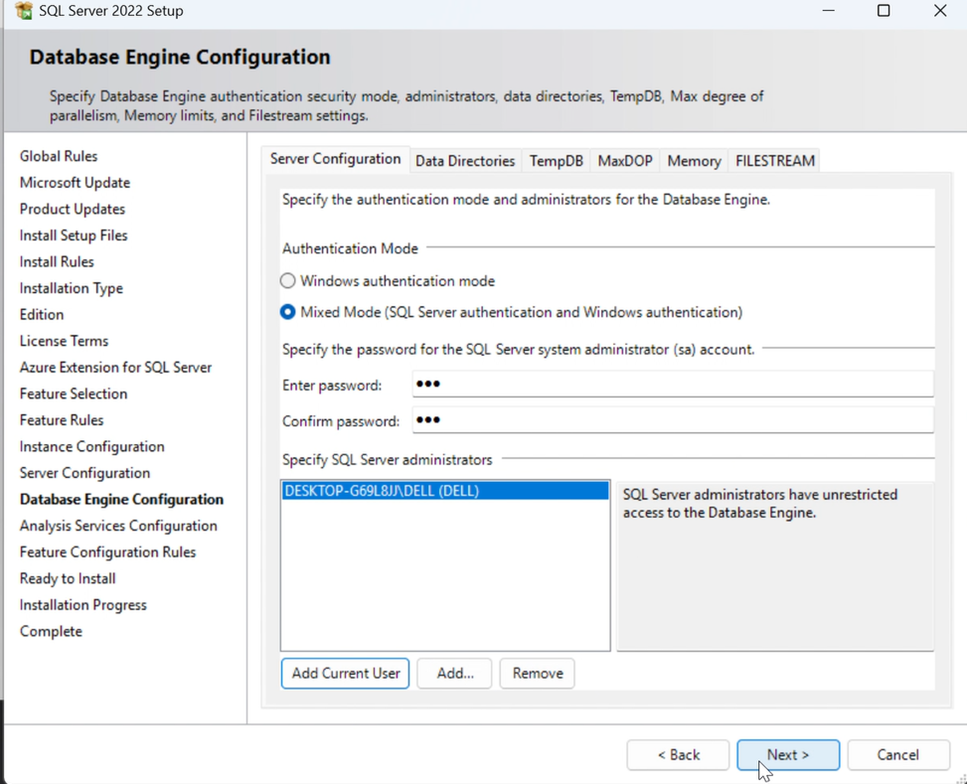 SQL Server 2022 Setup
Database Engine Configuration
Specify Database Engine authentication security mode, administrators, data directories, TempDB, Max degree of
parallelism, Memory limits, and Filestream settings.
Global Rules
Microsoft Update
Product Updates
Install Setup Files
Install Rules
Installation Type
Edition
License Terms
Azure Extension for SQL Server
Feature Selection
Feature Rules
Instance Configuration
Server Configuration
Database Engine Configuration
Analysis Services Configuration
Feature Configuration Rules
Ready to Install
Installation Progress
Complete
Server Configuration Data Directories TempDB MaxDOP Memory FILESTREAM
Specify the authentication mode and administrators for the Database Engine.
Authentication Mode
Windows authentication mode
Mixed Mode (SQL Server authentication and Windows authentication)
Specify the password for the SQL Server system administrator (sa) account.
Enter password: •••
Confirm password: •••
Specify SQL Server administrators
DESKTOP-G69L8JJ\DELL (DELL)
SQL Server administrators have unrestricted
access to the Database Engine.
Add Current User Add... Remove
< Back Next > Cancel